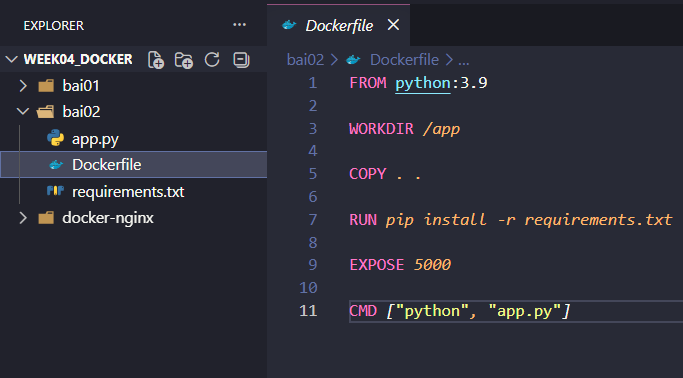 EXPLORER
WEEK04_DOCKER
bai01
bai02
app.py
Dockerfile
requirements.txt
docker-nginx
Dockerfile
bai02 > Dockerfile > ...
1 FROM python:3.9
2
3 WORKDIR /app
4
5 COPY . .
6
7 RUN pip install -r requirements.txt
8
9 EXPOSE 5000
10
11 CMD ["python", "app.py"]